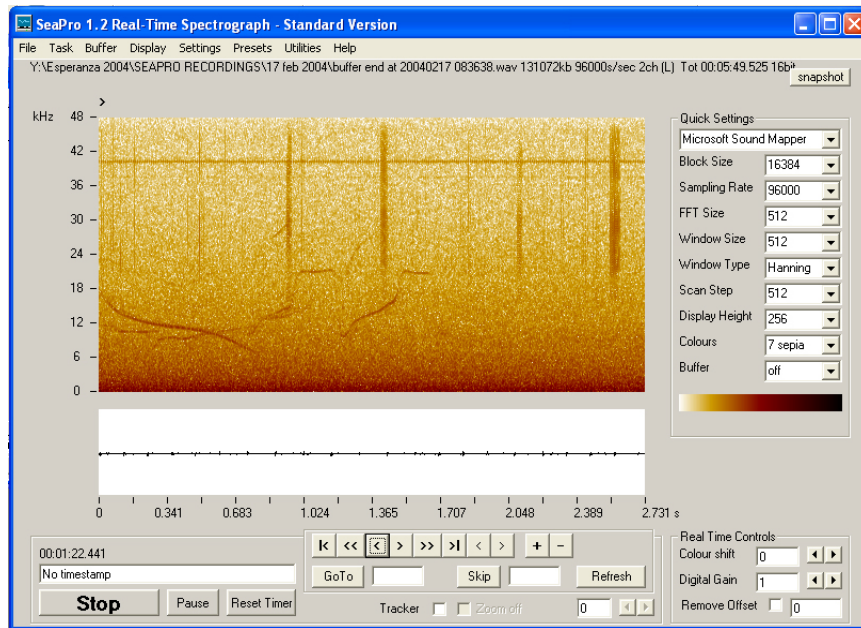 SeaPro 1.2 Real-Time Spectrograph - Standard Version
File Task Buffer Display Settings Presets Utilities Help
Y:\Esperanza 2004\SEAPRO RECORDINGS\17 feb 2004\buffer end at 20040217 083638.wav 131072kb 96000s/sec 2ch (L) Tot 00:05:49.525 16bit
snapshot
kHz
48
42
36
30
24
18
12
6
0
Quick Settings
Microsoft Sound Mapper
Block Size 16384
Sampling Rate 96000
FFT Size 512
Window Size 512
Window Type Hanning
Scan Step 512
Display Height 256
Colours 7 sepia
Buffer off
0 0.341 0.683 1.024 1.365 1.707 2.048 2.389 2.731 s
00:01:22.441
No timestamp
Stop Pause Reset Timer
|< << < > >> >| < > + -
GoTo Skip Refresh
Tracker Zoom off 0
Real Time Controls
Colour shift 0
Digital Gain 1
Remove Offset 0